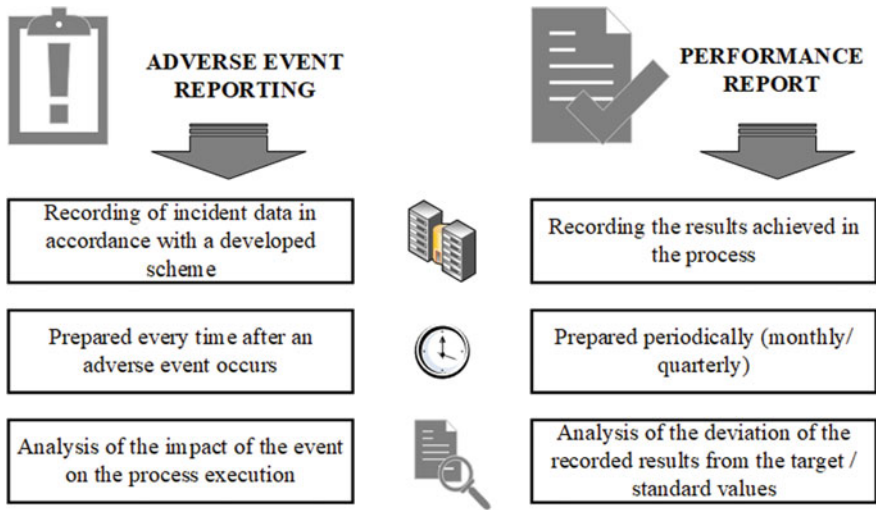 ADVERSE EVENT
REPORTING
PERFORMANCE
REPORT
Recording of incident data in
accordance with a developed
scheme
Recording the results achieved in
the process
Prepared every time after an
adverse event occurs
Prepared periodically (monthly/
quarterly)
Analysis of the impact of the event
on the process execution
Analysis of the deviation of the
recorded results from the target /
standard values